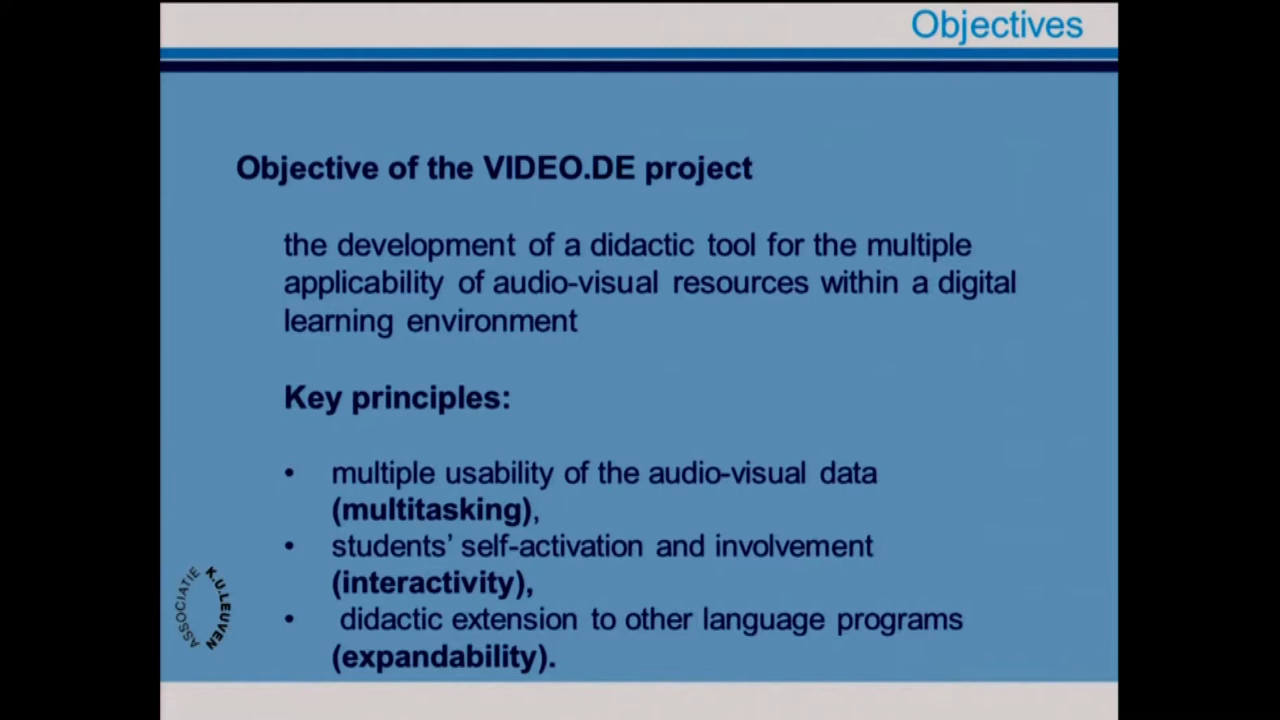 Objectives
Objective of the VIDEO.DE project
the development of a didactic tool for the multiple
applicability of audio-visual resources within a digital
learning environment
Key principles:
• multiple usability of the audio-visual data
(multitasking),
• students’ self-activation and involvement
(interactivity),
• didactic extension to other language programs
(expandability).
ASSOCIATIE
K.U.LEUVEN